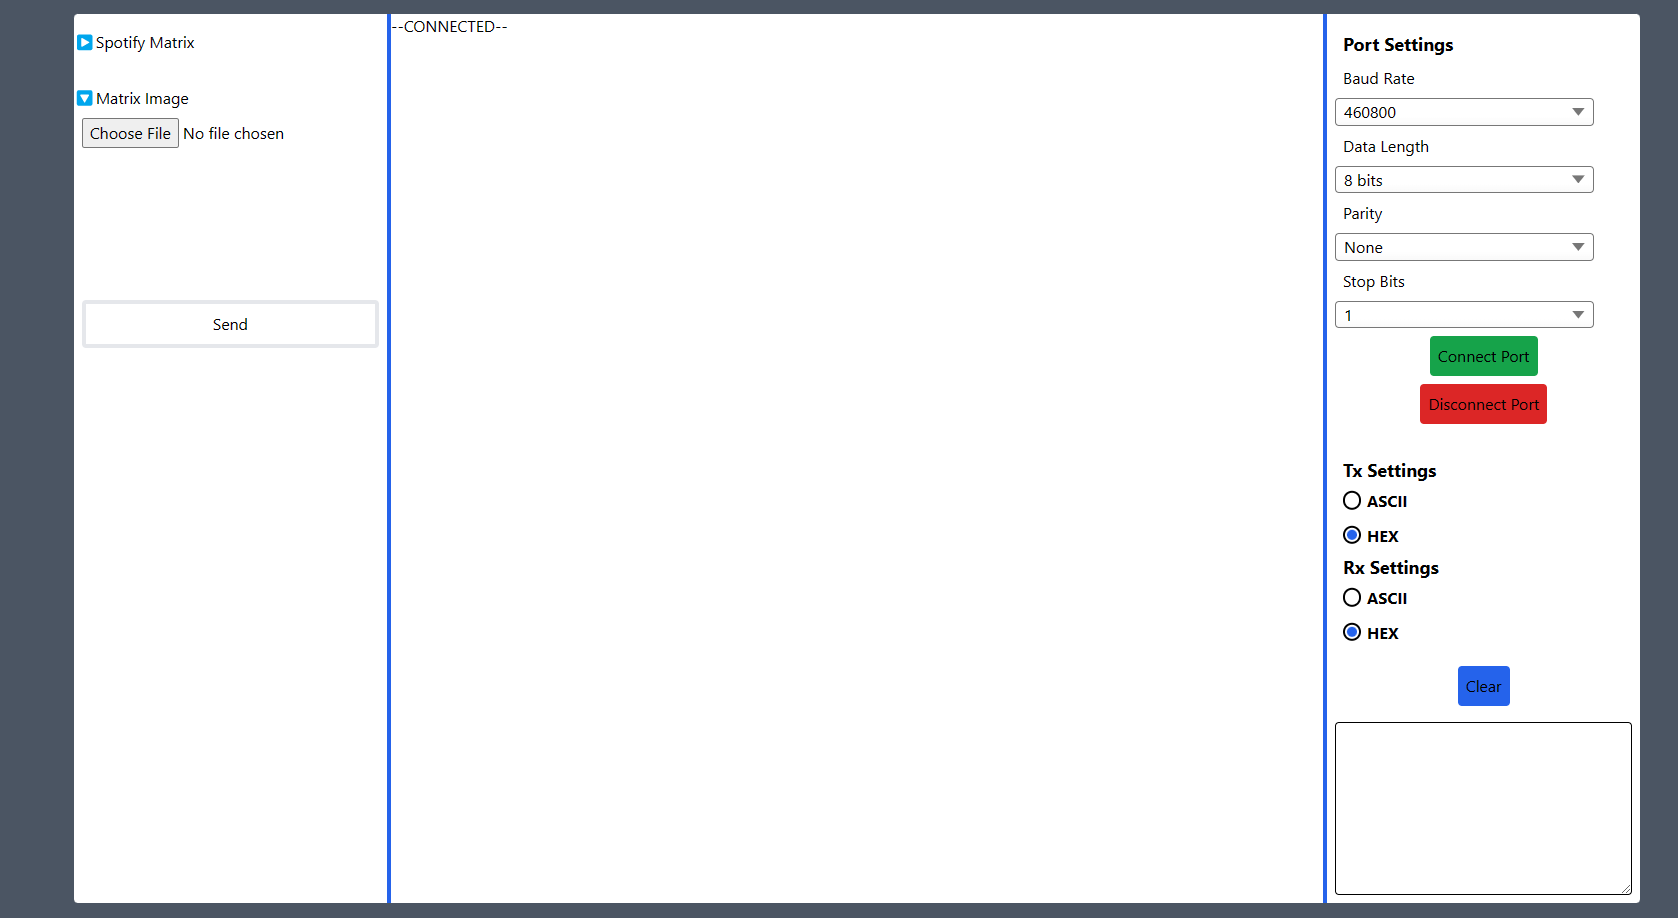 Spotify Matrix
Matrix Image
Choose File No file chosen
Send
--CONNECTED--
Port Settings
Baud Rate
460800
Data Length
8 bits
Parity
None
Stop Bits
1
Connect Port
Disconnect Port
Tx Settings
ASCII
HEX
Rx Settings
ASCII
HEX
Clear